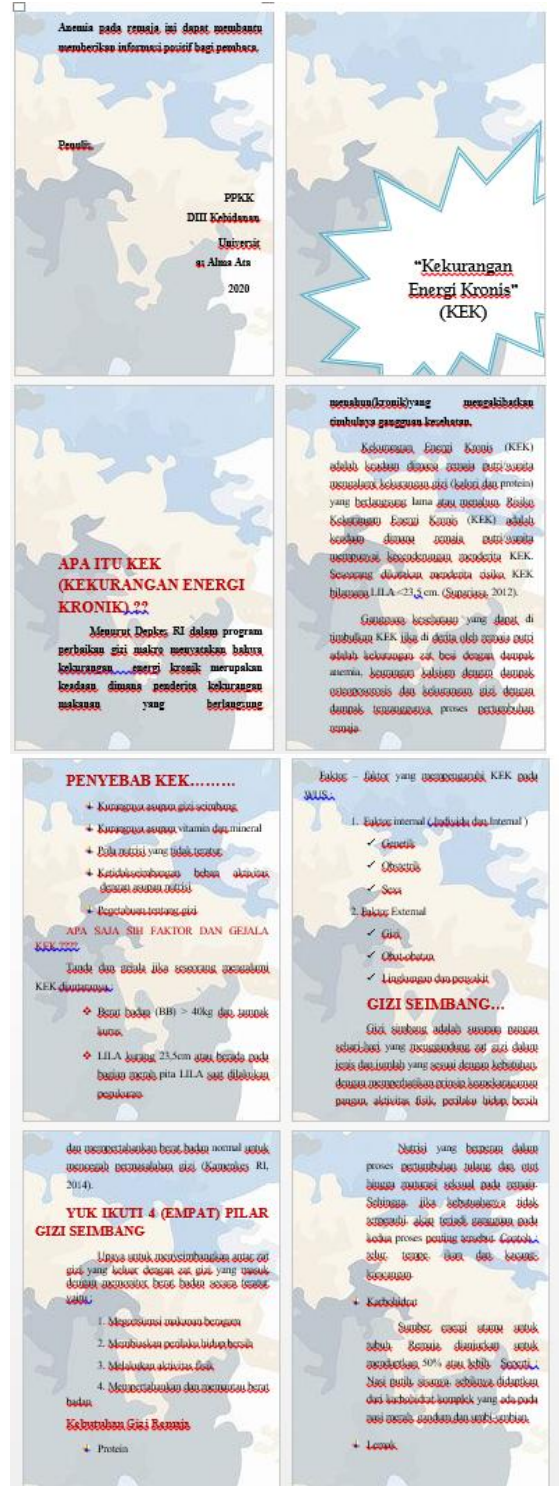 Anemia pada remaja ini dapat membantu
memberikan informasi positif bagi pembaca.
Penulis,
PPKK
DIII Kebidanan
Universit
as Alma Ata
2020
“Kekurangan
Energi Kronis”
(KEK)
APA ITU KEK
(KEKURANGAN ENERGI
KRONIK) ??
Menurut Depkes RI dalam program
perbaikan gizi makro menyatakan bahwa
kekurangan energi kronik merupakan
keadaan dimana penderita kekurangan
makanan yang berlangsung
menahun(kronik)yang mengakibatkan
timbulnya gangguan kesehatan.
Kekurangan Energi Kronis (KEK)
adalah keadaan dimana remaja putri/wanita
mengalami kekurangan gizi (kalori dan protein)
yang berlangsung lama atau menahun. Risiko
Kekurangan Energi Kronis (KEK) adalah
keadaan dimana remaja putri/wanita
mempunyai kecenderungan menderita KEK.
Seseorang dikatakan menderita risiko KEK
bilamana LILA <23,5 cm. (Supariasa, 2012).
Gangguan kesehatan yang dapat di
timbulkan KEK jika di derita oleh remaja putri
adalah kekurangan zat besi dengan dampak
anemia, kekurangan kalsium dengan dampak
osteoporosis dan kekurangan gizi dengan
dampak proses pertumbuhan
remaja
PENYEBAB KEK………
Kurangnya asupan gizi seimbang
Kurangnya asupan vitamin dan mineral
Pola nutrisi yang tidak teratur
Ketidakseimbangan beban aktivitas
dengan asupan nutrisi
Pegetahuan tentang gizi
APA SAJA SIH FAKTOR DAN GEJALA
KEK ????
Tanda dan gejala jika seseorang mengalami
KEK diantaranya :
Berat badan (BB) > 40kg dan tampak
kurus.
LILA kurang 23,5cm atau berada pada
bagian merah pita LILA saat dilakukan
pegukuran
Faktor – faktor yang mempengaruhi KEK pada
WUS :
1. Faktor internal ( Individu dan Internal )
✓ Genetik
✓ Obstetrik
✓ Sexs
2. Faktor External
✓ Gizi
✓ Obat-obatan
✓ Lingkungan dan penyakit
GIZI SEIMBANG…
Gizi simbang adalah susunan pangan
sehari-hari yang menggandung zat gizi dalam
jenis dan jumlah yang sesuai dengan kebutuhan,
dengan memperhatikan prinsip keanekaragaman
pangan, aktivitas fisik, perilaku hidup bersih
dan mempertahankan berat badan normal untuk
mencegah permasalahan gizi (Kemenkes RI,
2014).
YUK IKUTI 4 (EMPAT) PILAR
GIZI SEIMBANG
Upaya untuk menyeimbangkan antar zat
gizi yang keluar dengan zat gizi yang masuk
dengan memonitor berat badan secara teratur
yaitu :
1. Megonsumsi makanan beragam
2. Membiaskan perilaku hidup bersih
3. Melakukan aktivitas fisik
4. Mempertahankan dan memantau berat
badan
Kebutuhan Gizi Remaja
Protein
Nutrisi yang berperan dalam
proses pertumbuhan tulang dan otot
hingga maturasi seksual pada remaja.
Sehingga jika kebutuhanya tidak
terpenuhi, akan terjadi gangguan pada
kedua proses penting tersebut. Contoh :
telur, tempe, ikan dan kacang-
kacangan.
Karbohidrat
Sumber energi utama untuk
tubuh. Remaja dianjurkan untuk
mendapatkan 50% atau lebih. Seperti :
Nasi putih, sisanya, sebiknya didaptkan
dari karbohidrat komplek yang ada pada
nasi merah, gandum dan umbi-umbian.
Lemak